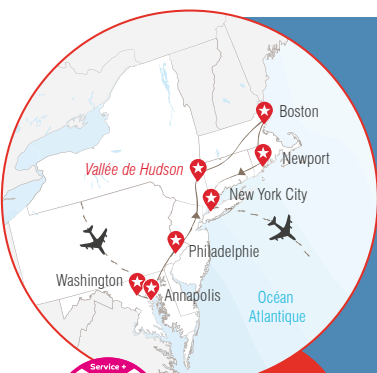 Boston
Newport
Vallée de Hudson
New York City
Philadelphie
Washington
Annapolis
Océan
Atlantique
Service +